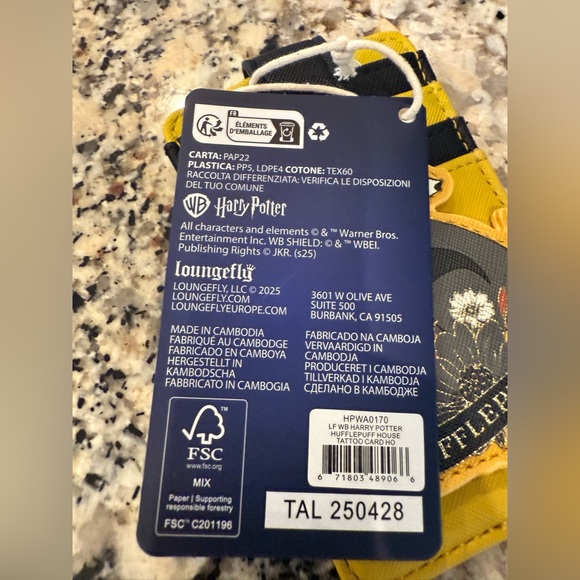 FR
ÉLÉMENTS
D'EMBALLAGE
CARTA: PAP22
PLASTICA: PP5, LDPE4 COTONE: TEX60
RACCOLTA DIFFERENZIATA: VERIFICA LE DISPOSIZIONI
DEL TUO COMUNE
WB Harry Potter
All characters and elements © & ™ Warner Bros.
Entertainment Inc. WB SHIELD: © & ™ WBEI.
Publishing Rights © JKR. (s25)
loungefly
LOUNGEFLY, LLC © 2025
LOUNGEFLY.COM
LOUNGEFLYEUROPE.COM
3601 W OLIVE AVE
SUITE 500
BURBANK, CA 91505
MADE IN CAMBODIA
FABRIQUÉ AU CAMBODGE
FABRICADO EN CAMBOYA
HERGESTELLT IN
KAMBODSCHA
FABBRICATO IN CAMBOGIA
FABRICADO NA CAMBOJA
VERVAARDIGD IN
CAMBODJA
PRODUCERET I CAMBODJA
TILLVERKAD I KAMBODJA
СДЕЛАНО В КАМБОДЖЕ
TM
FSC
www.fsc.org
MIX
Paper | Supporting
responsible forestry
FSC® C201196
HPWA0170
LF WB HARRY POTTER
HUFFLEPUFF HOUSE
TATTOO CARD HO
6 71803 48906 6
TAL 250428
FFLEP